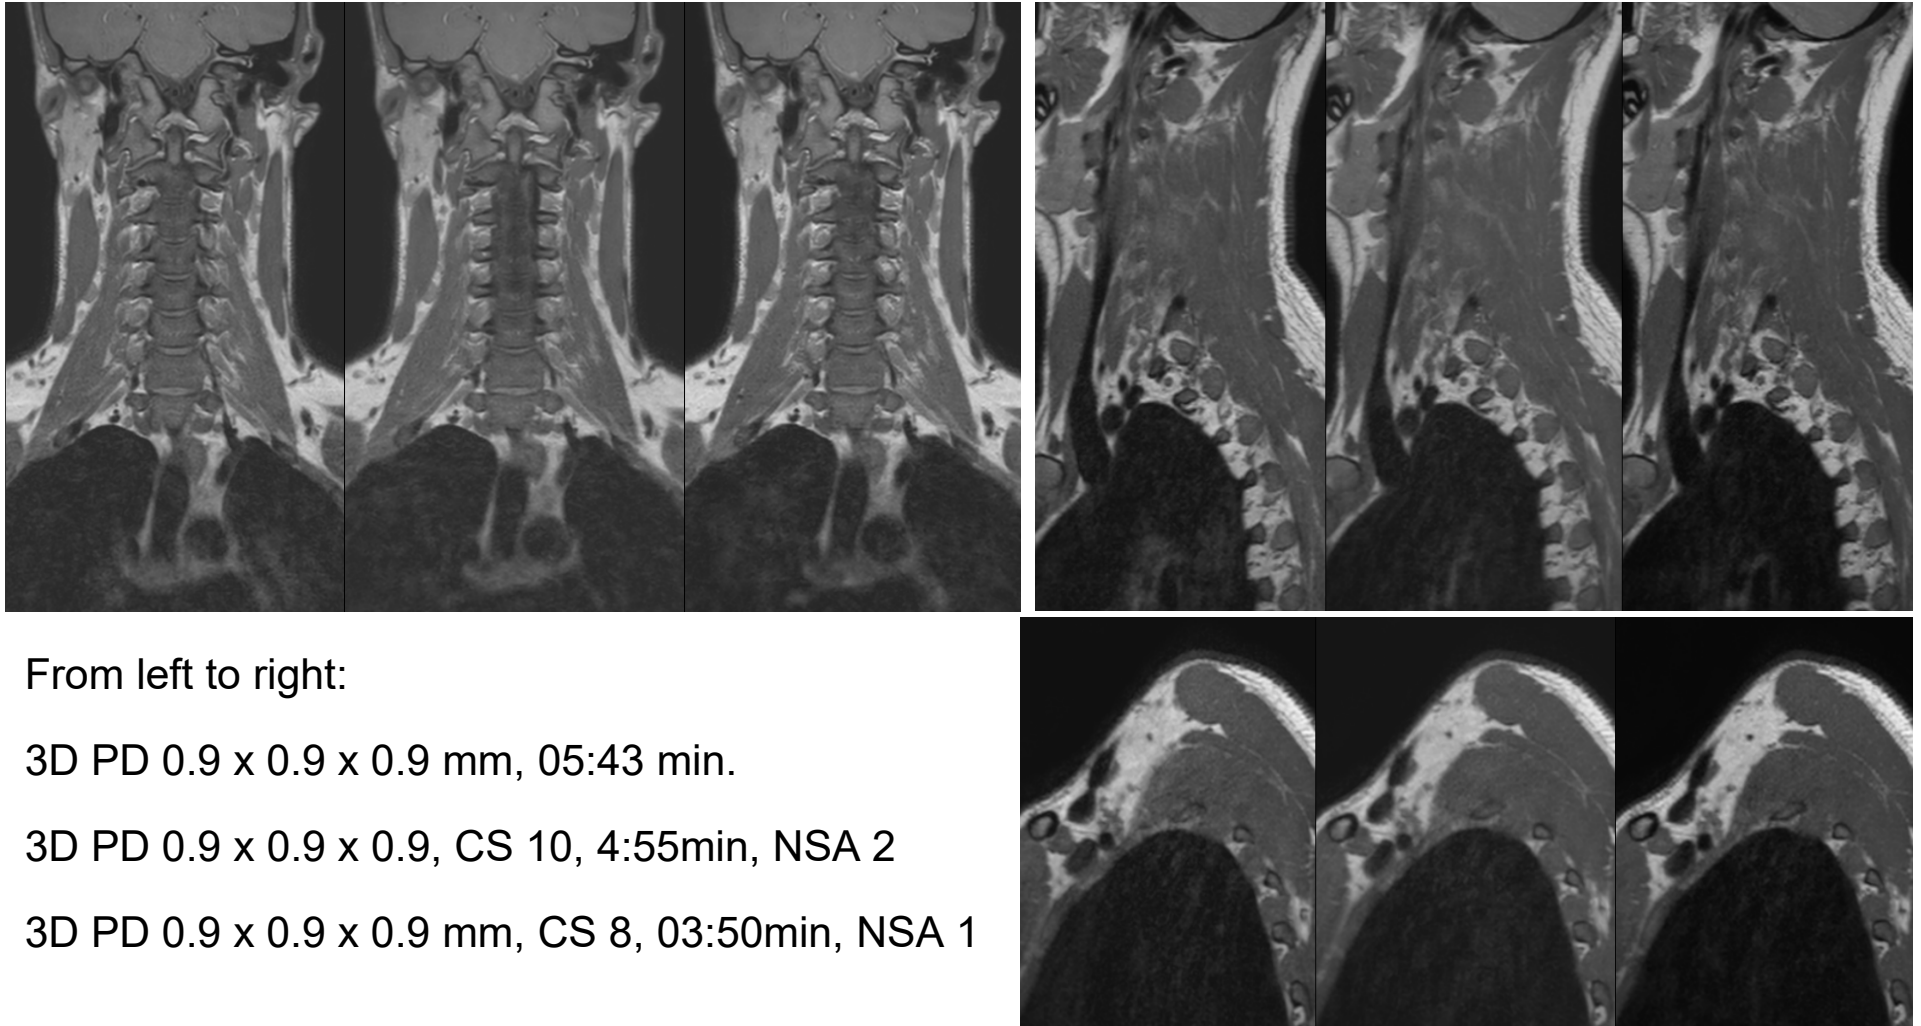 From left to right:
3D PD 0.9 x 0.9 x 0.9 mm, 05:43 min.
3D PD 0.9 x 0.9 x 0.9, CS 10, 4:55min, NSA 2
3D PD 0.9 x 0.9 x 0.9 mm, CS 8, 03:50min, NSA 1